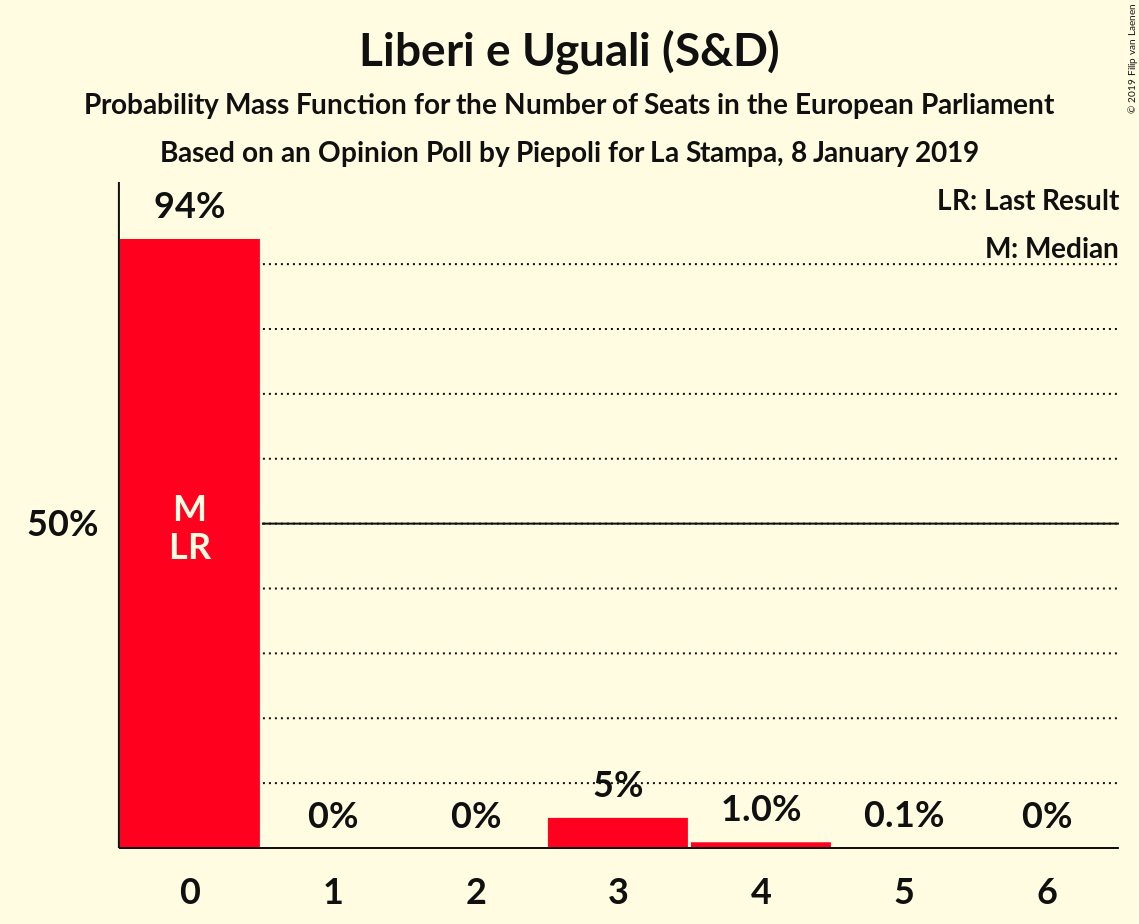 Liberi e Uguali (S&D)
Probability Mass Function for the Number of Seats in the European Parliament
Based on an Opinion Poll by Piepoli for La Stampa, 8 January 2019
© 2019 Filip van Laenen
LR: Last Result
M: Median
94%
M
LR
50%
0%
0%
5%
1.0%
0.1%
0%
0
1
2
3
4
5
6